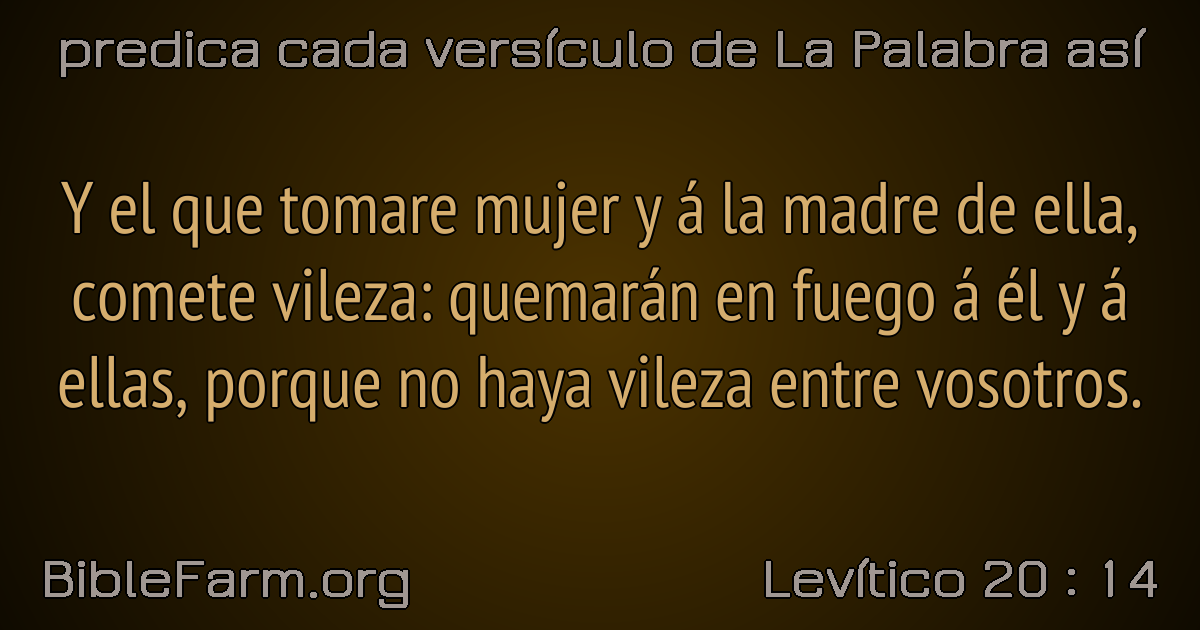 predica cada versículo de La Palabra así
Y el que tomare mujer y á la madre de ella,
comete vileza: quemarán en fuego á él y á
ellas, porque no haya vileza entre vosotros.
BibleFarm.org
Levítico 20 : 14